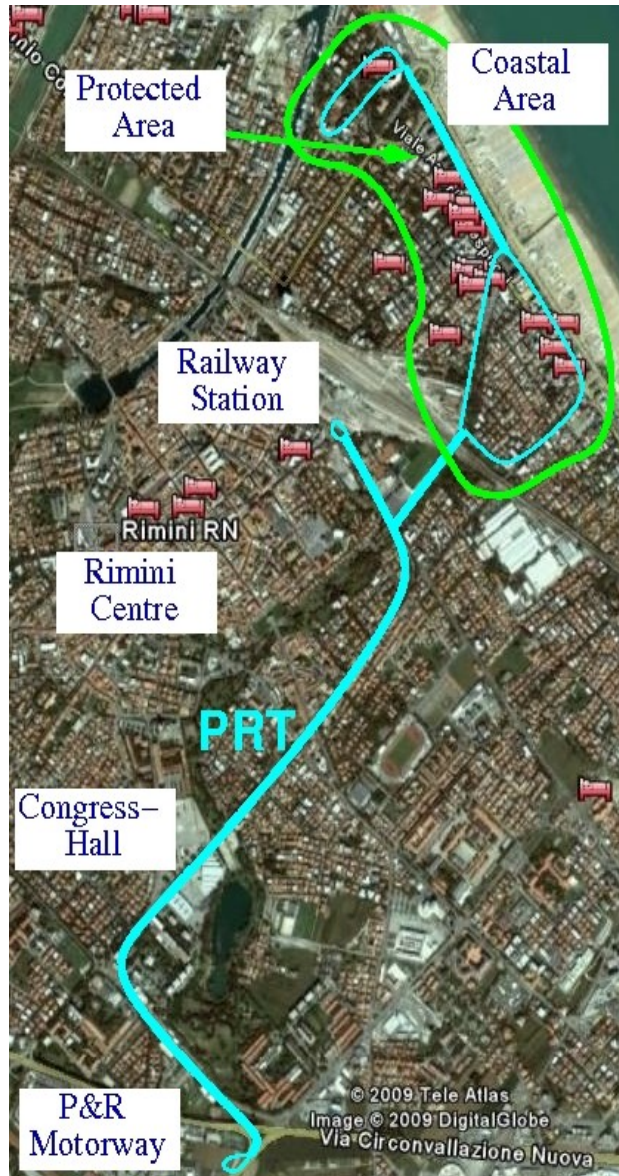 Coastal
Area
Protected
Area
Railway
Station
Rimini RN
Rimini
Centre
PRT
Congress–
Hall
P&R
Motorway
© 2009 Tele Atlas
Image © 2009 DigitalGlobe
Via Circonvallazione Nuova